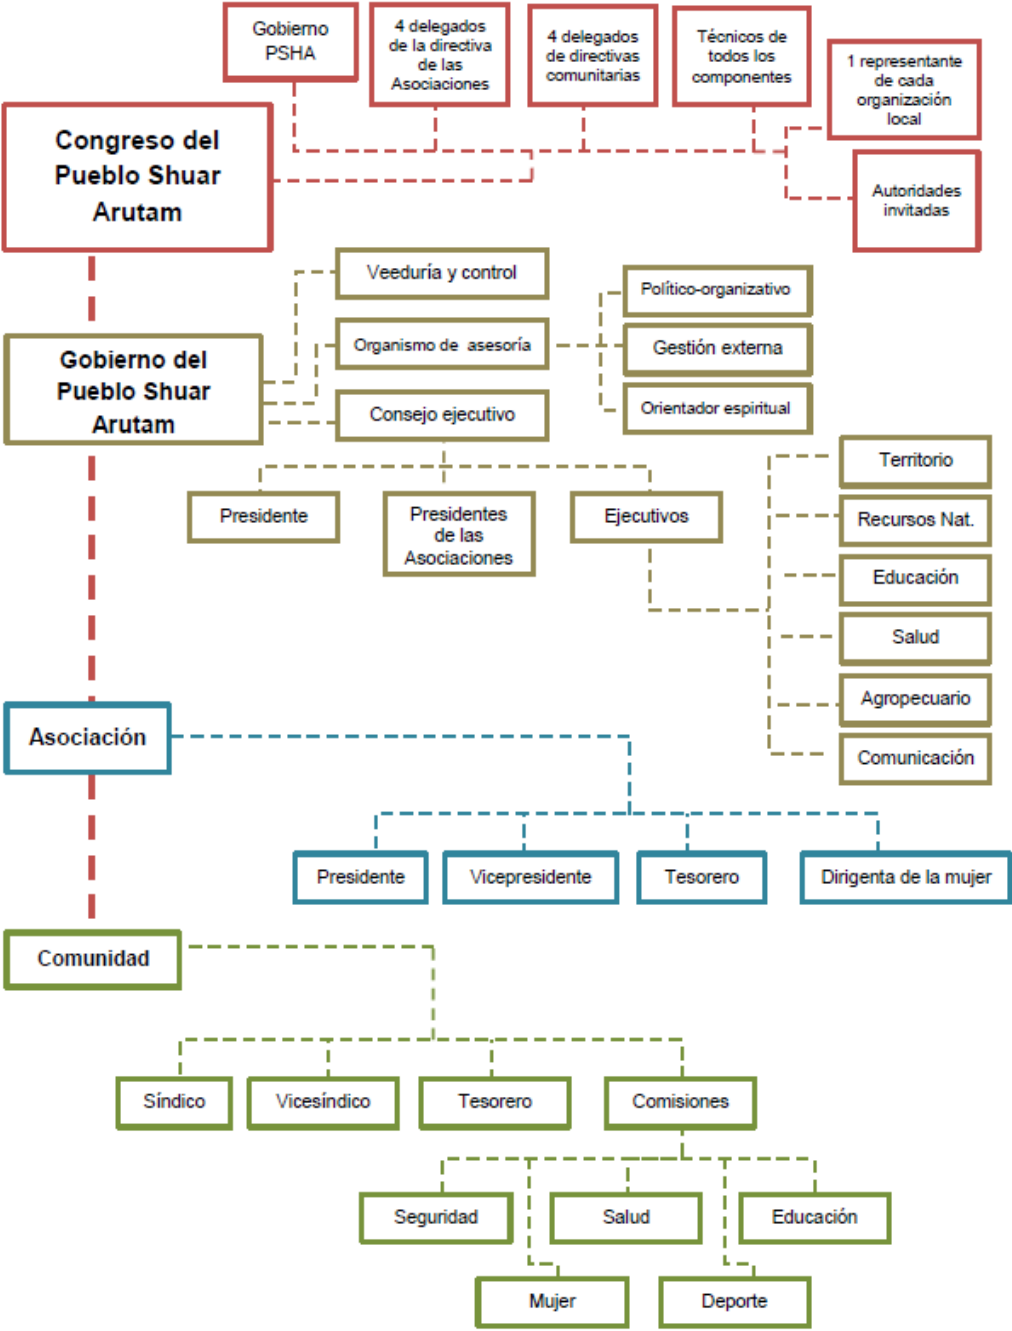 Gobierno
PSHA
4 delegados
de la directiva
de las
Asociaciones
4 delegados
de directivas
comunitarias
Técnicos de
todos los
componentes
1 representante
de cada
organización
local
Autoridades
invitadas
Congreso del
Pueblo Shuar
Arutam
Veeduría y control
Organismo de asesoría
Consejo ejecutivo
Político-organizativo
Gestión externa
Orientador espiritual
Gobierno del
Pueblo Shuar
Arutam
Presidente
Presidentes
de las
Asociaciones
Ejecutivos
Territorio
Recursos Nat.
Educación
Salud
Agropecuario
Comunicación
Asociación
Presidente
Vicepresidente
Tesorero
Dirigenta de la mujer
Comunidad
Síndico
Vicesíndico
Tesorero
Comisiones
Seguridad
Salud
Educación
Mujer
Deporte